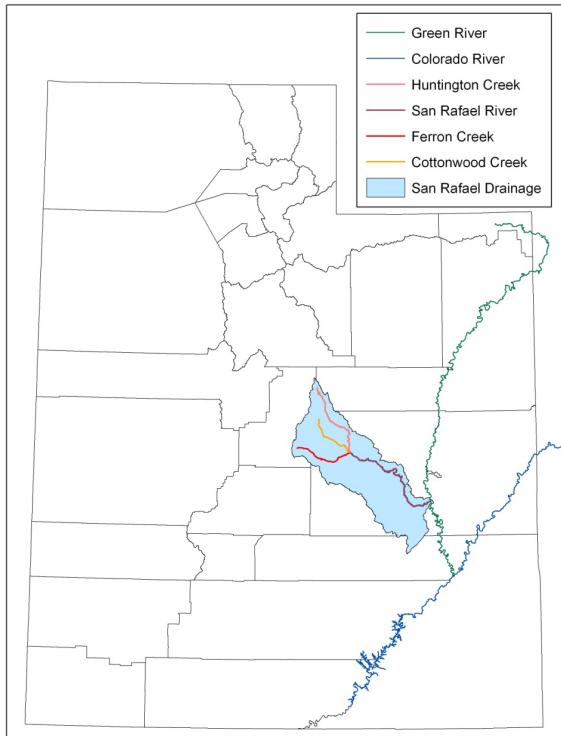 Green River
Colorado River
Huntington Creek
San Rafael River
Ferron Creek
Cottonwood Creek
San Rafael Drainage